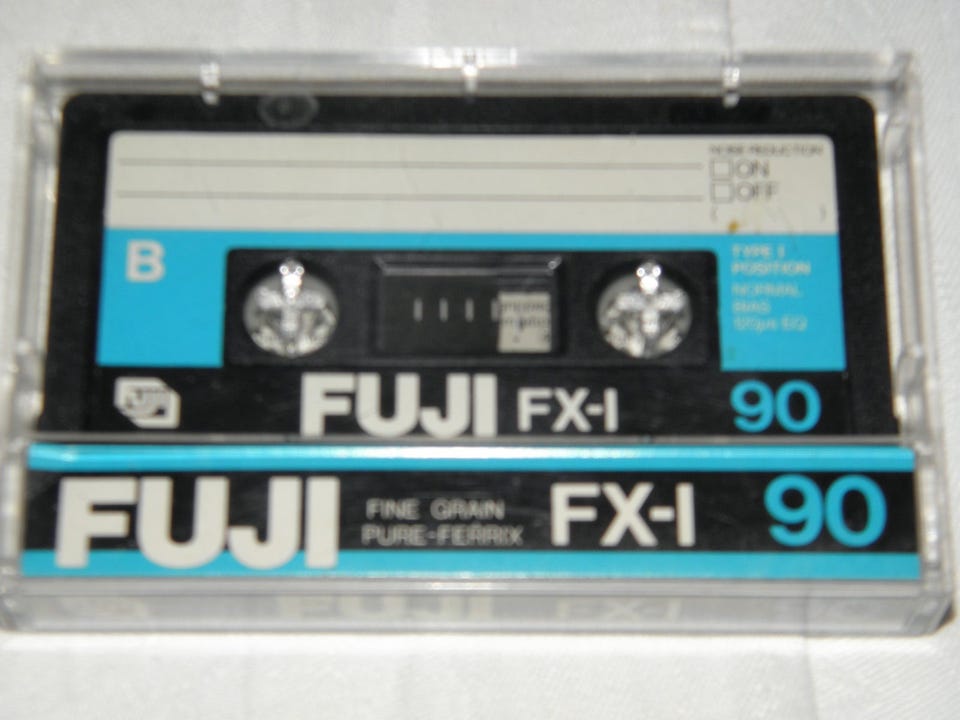 NOISE REDUCTION
ON
OFF
B
TYPE I
POSITION
NORMAL
BIAS
120µs EQ
FUJI FX-I 90
FUJI FINE GRAIN FX-I 90
PURE-FERRIX